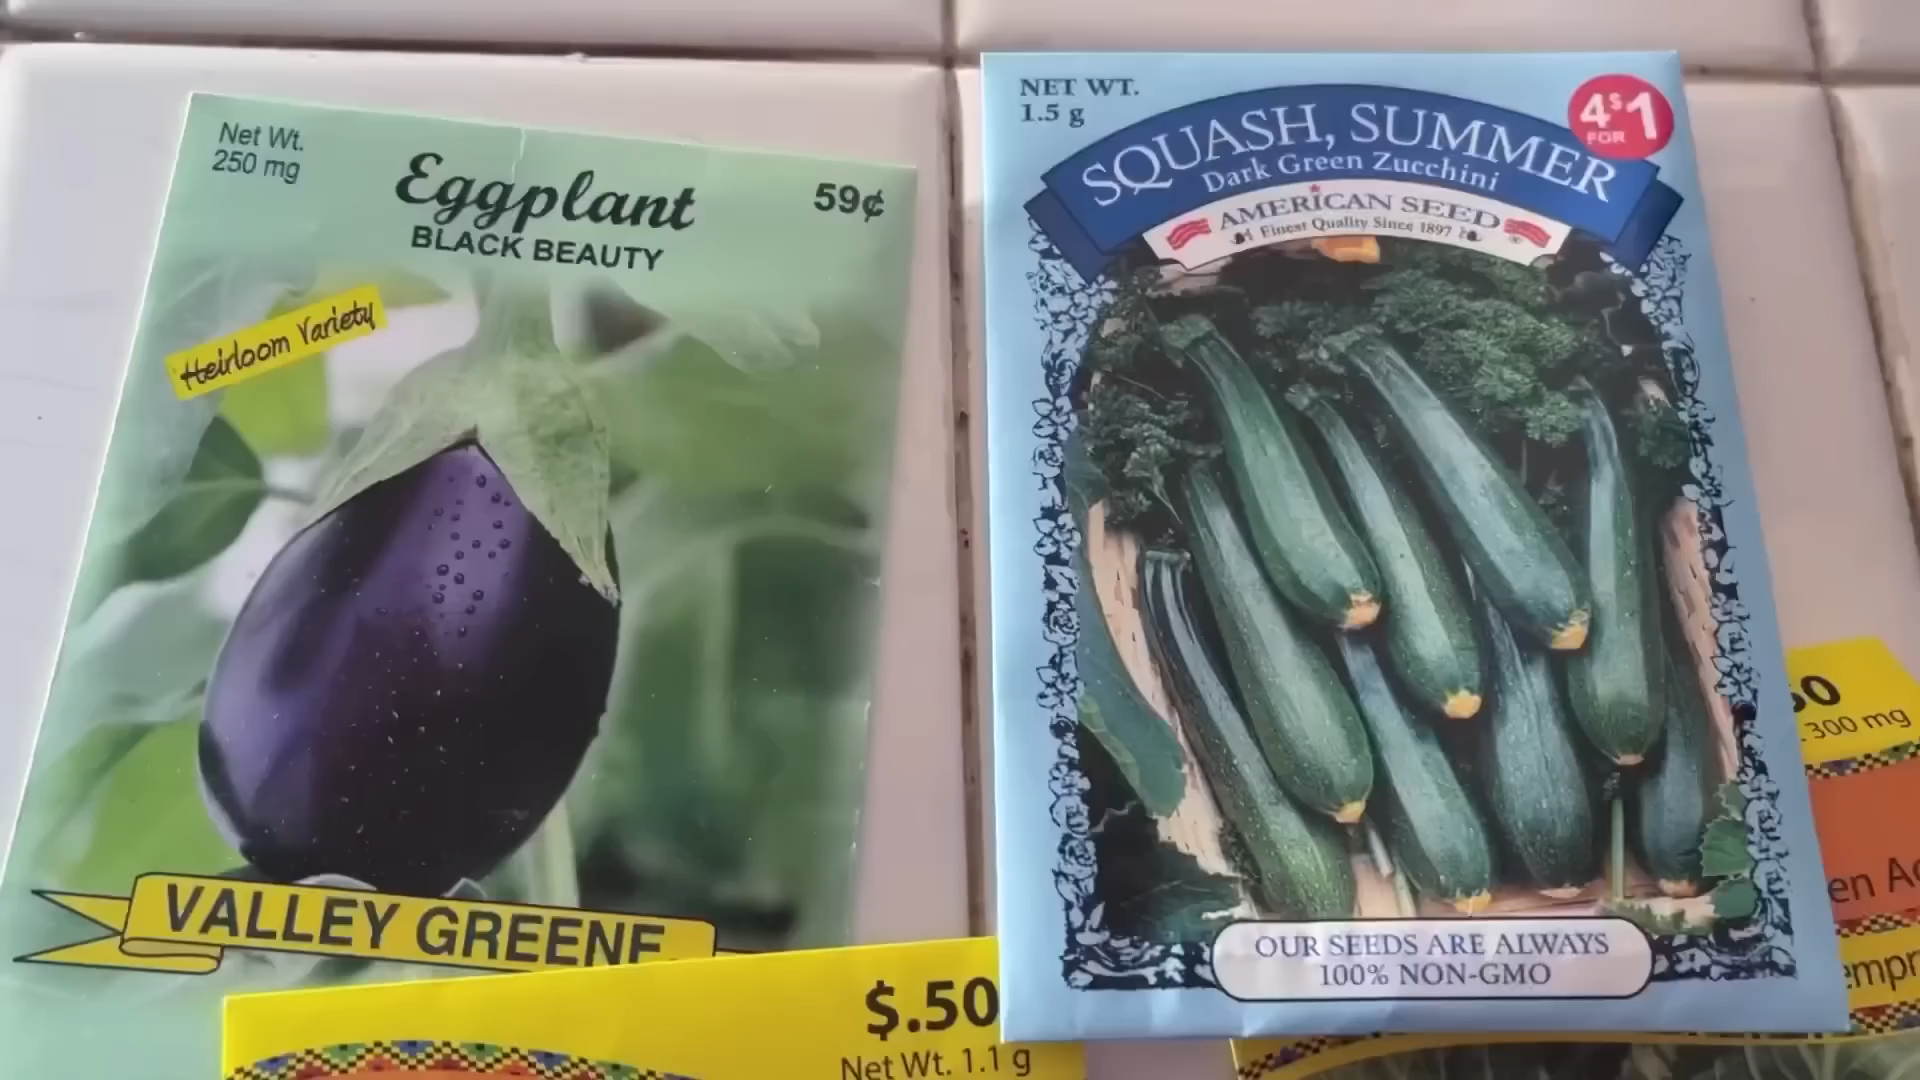 Net Wt.
250 mg
Eggplant
BLACK BEAUTY
59¢
Heirloom Variety
VALLEY GREENE
$.50
Net Wt. 1.1 g
NET WT.
1.5 g
SQUASH, SUMMER
Dark Green Zucchini
AMERICAN SEED
Finest Quality Since 1897
4 FOR $1
OUR SEEDS ARE ALWAYS
100% NON-GMO
300 mg